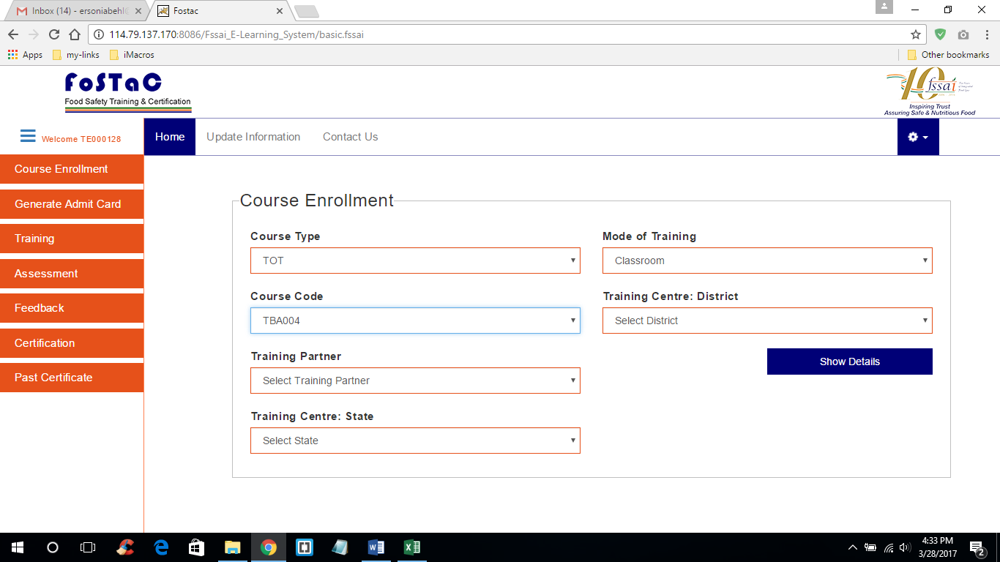 Inbox (14) - ersoniabehl
Fostac
114.79.137.170:8086/Fssai_E-Learning_System/basic.fssai
Apps
my-links
iMacros
Other bookmarks
FoSTaC
Food Safety Training & Certification
10
fssai
Inspiring Trust
Assuring Safe & Nutritious Food
Welcome TE000128
Home
Update Information
Contact Us
Course Enrollment
Generate Admit Card
Training
Assessment
Feedback
Certification
Past Certificate
Course Enrollment
Course Type
Mode of Training
TOT
Classroom
Course Code
Training Centre: District
TBA004
Select District
Training Partner
Show Details
Select Training Partner
Training Centre: State
Select State
4:33 PM
3/28/2017
2